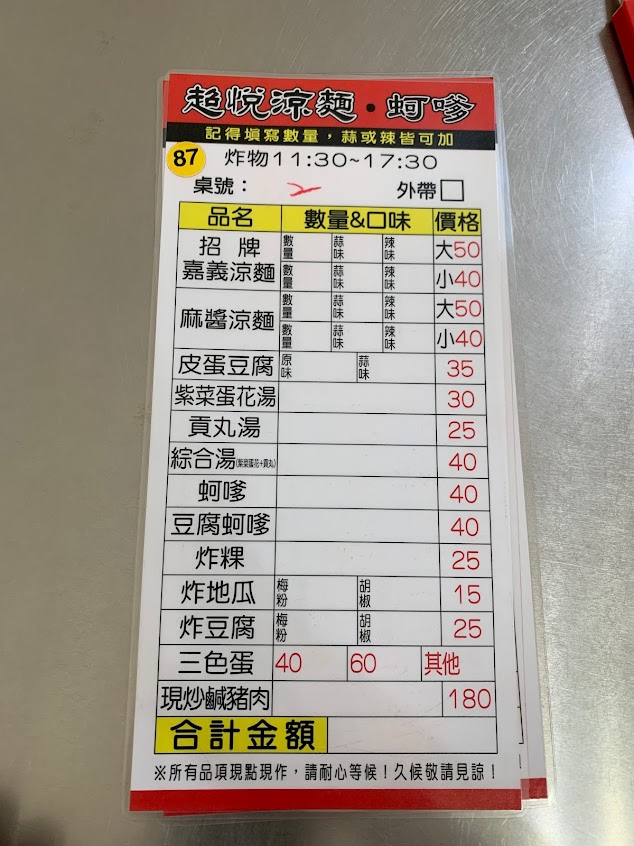 超悅涼麵·蚵嗲
記得填寫數量，蒜或辣皆可加
87 炸物11:30~17:30
桌號： 2 外帶□
品名 數量&口味 價格
招牌嘉義涼麵 數量 蒜味 辣味 大50
數量 蒜味 辣味 小40
麻醬涼麵 數量 蒜味 辣味 大50
數量 蒜味 辣味 小40
皮蛋豆腐 原味 蒜味 35
紫菜蛋花湯 30
貢丸湯 25
綜合湯(紫菜蛋花+貢丸) 40
蚵嗲 40
豆腐蚵嗲 40
炸粿 25
炸地瓜 梅粉 胡椒 15
炸豆腐 梅粉 胡椒 25
三色蛋 40 60 其他
現炒鹹豬肉 180
合計金額
※所有品項現點現作，請耐心等候！久候敬請見諒！